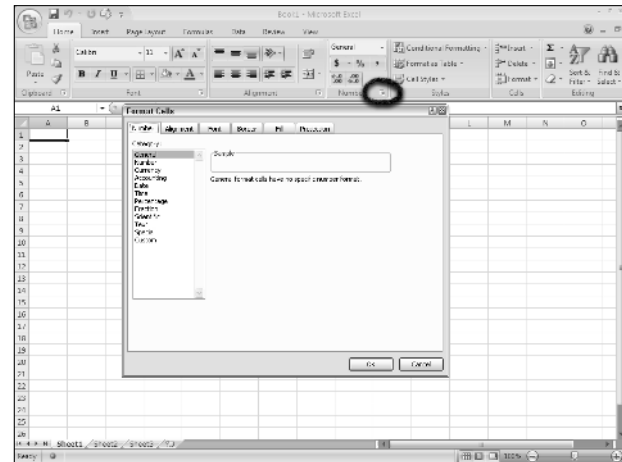 Book1 - Microsoft Excel
Home Insert Page Layout Formulas Data Review View
Calibri 11 General Conditional Formatting Insert Σ
Paste B I U A $ % , Format as Table Delete Sort & Find &
Cell Styles Format Filter Select
Clipboard Font Alignment Number Styles Cells Editing
A1
Format Cells
A B L M N O
Number Alignment Font Border Fill Protection
Category:
General
Number
Currency
Accounting
Date
Time
Percentage
Fraction
Scientific
Text
Special
Custom
Sample
General format cells have no specific number format.
OK Cancel
1
2
3
4
5
6
7
8
9
10
11
12
13
14
15
16
17
18
19
20
21
22
23
24
25
26
Sheet1 Sheet2 Sheet3
Ready 100%